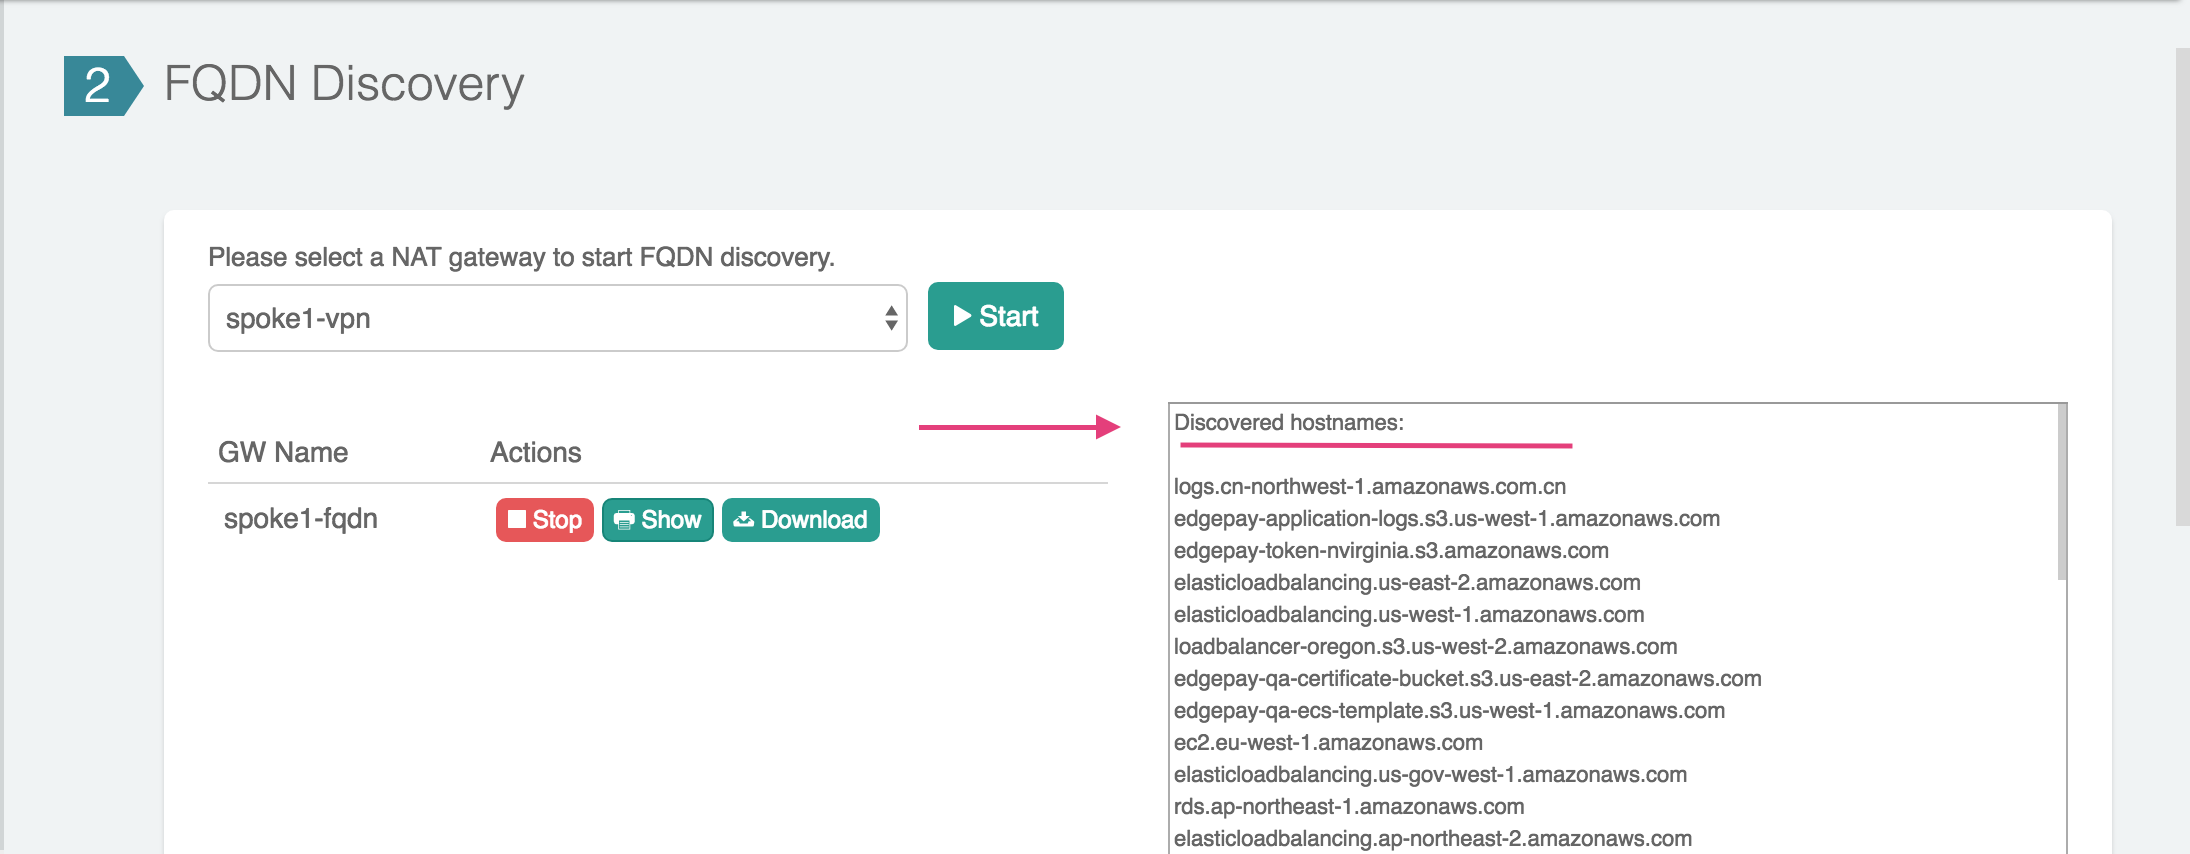 2 FQDN Discovery
Please select a NAT gateway to start FQDN discovery.
spoke1-vpn
Start
GW Name Actions
spoke1-fqdn Stop Show Download
Discovered hostnames:
logs.cn-northwest-1.amazonaws.com.cn
edgepay-application-logs.s3.us-west-1.amazonaws.com
edgepay-token-nvirginia.s3.amazonaws.com
elasticloadbalancing.us-east-2.amazonaws.com
elasticloadbalancing.us-west-1.amazonaws.com
loadbalancer-oregon.s3.us-west-2.amazonaws.com
edgepay-qa-certificate-bucket.s3.us-east-2.amazonaws.com
edgepay-qa-ecs-template.s3.us-west-1.amazonaws.com
ec2.eu-west-1.amazonaws.com
elasticloadbalancing.us-gov-west-1.amazonaws.com
rds.ap-northeast-1.amazonaws.com
elasticloadbalancing.ap-northeast-2.amazonaws.com